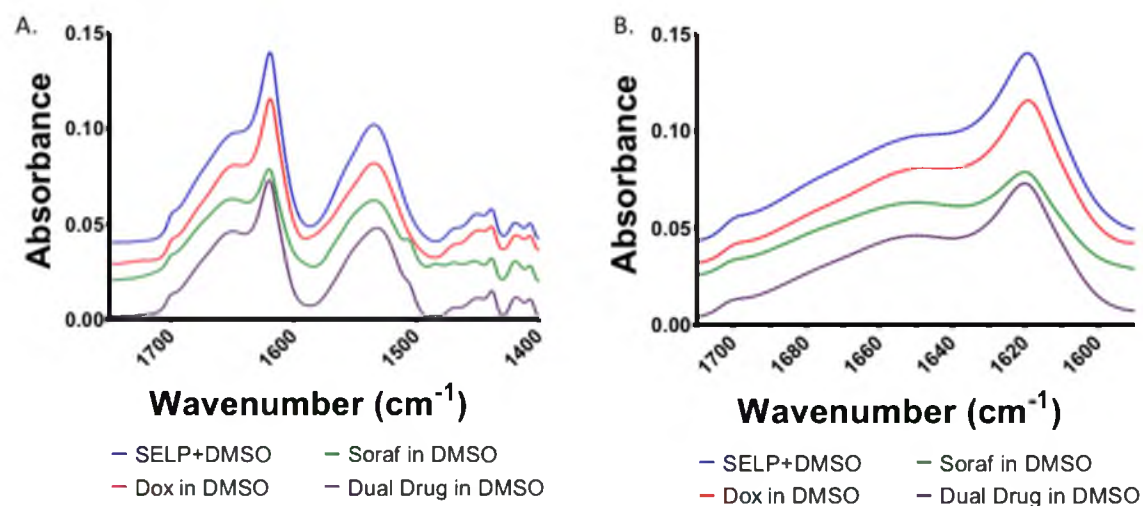 A.
0.15
0.10
0.05
0.00
Absorbance
1700
1600
1500
1400
Wavenumber (cm-1)
SELP+DMSO
Soraf in DMSO
Dox in DMSO
Dual Drug in DMSO
B.
0.15
0.10
0.05
0.00
Absorbance
1700
1680
1660
1640
1620
1600
Wavenumber (cm-1)
SELP+DMSO
Soraf in DMSO
Dox in DMSO
Dual Drug in DMSO